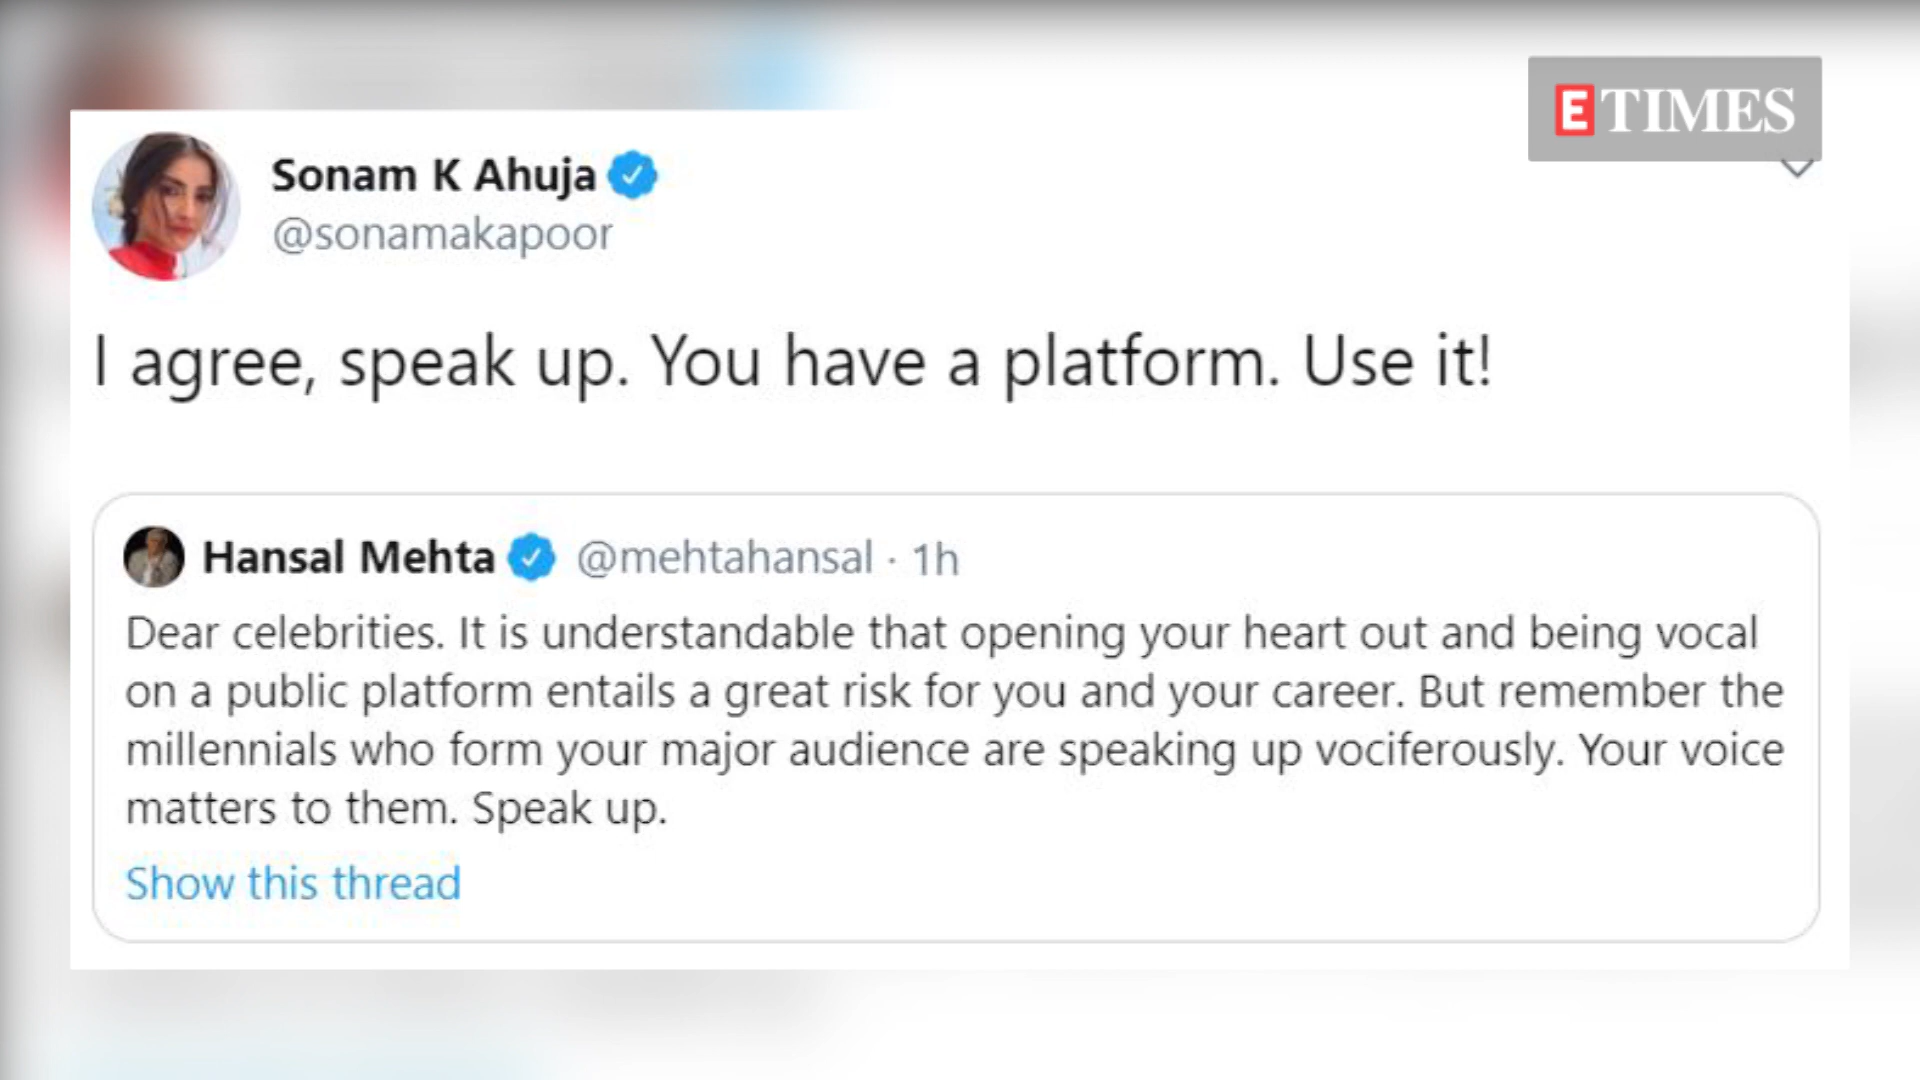 E TIMES
Sonam K Ahuja
@sonamakapoor
I agree, speak up. You have a platform. Use it!
Hansal Mehta @mehtahansal · 1h
Dear celebrities. It is understandable that opening your heart out and being vocal
on a public platform entails a great risk for you and your career. But remember the
millennials who form your major audience are speaking up vociferously. Your voice
matters to them. Speak up.
Show this thread